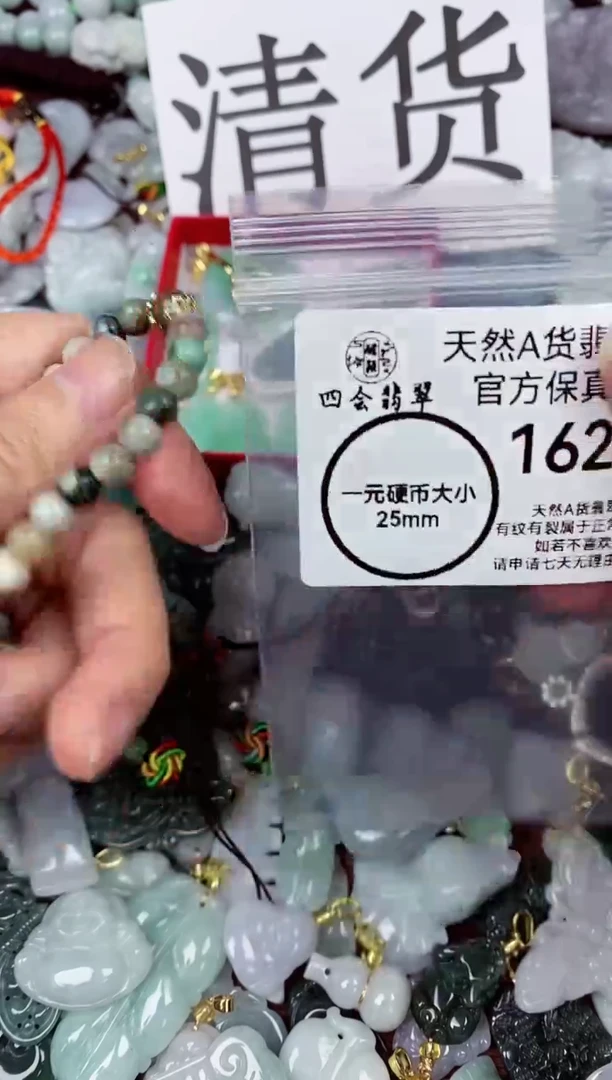 清货
天然A货翡
官方保真
四会翡翠
162
一元硬币大小
25mm
天然A货翡翠
有纹有裂属于正常
如若不喜欢
请申请七天无理由